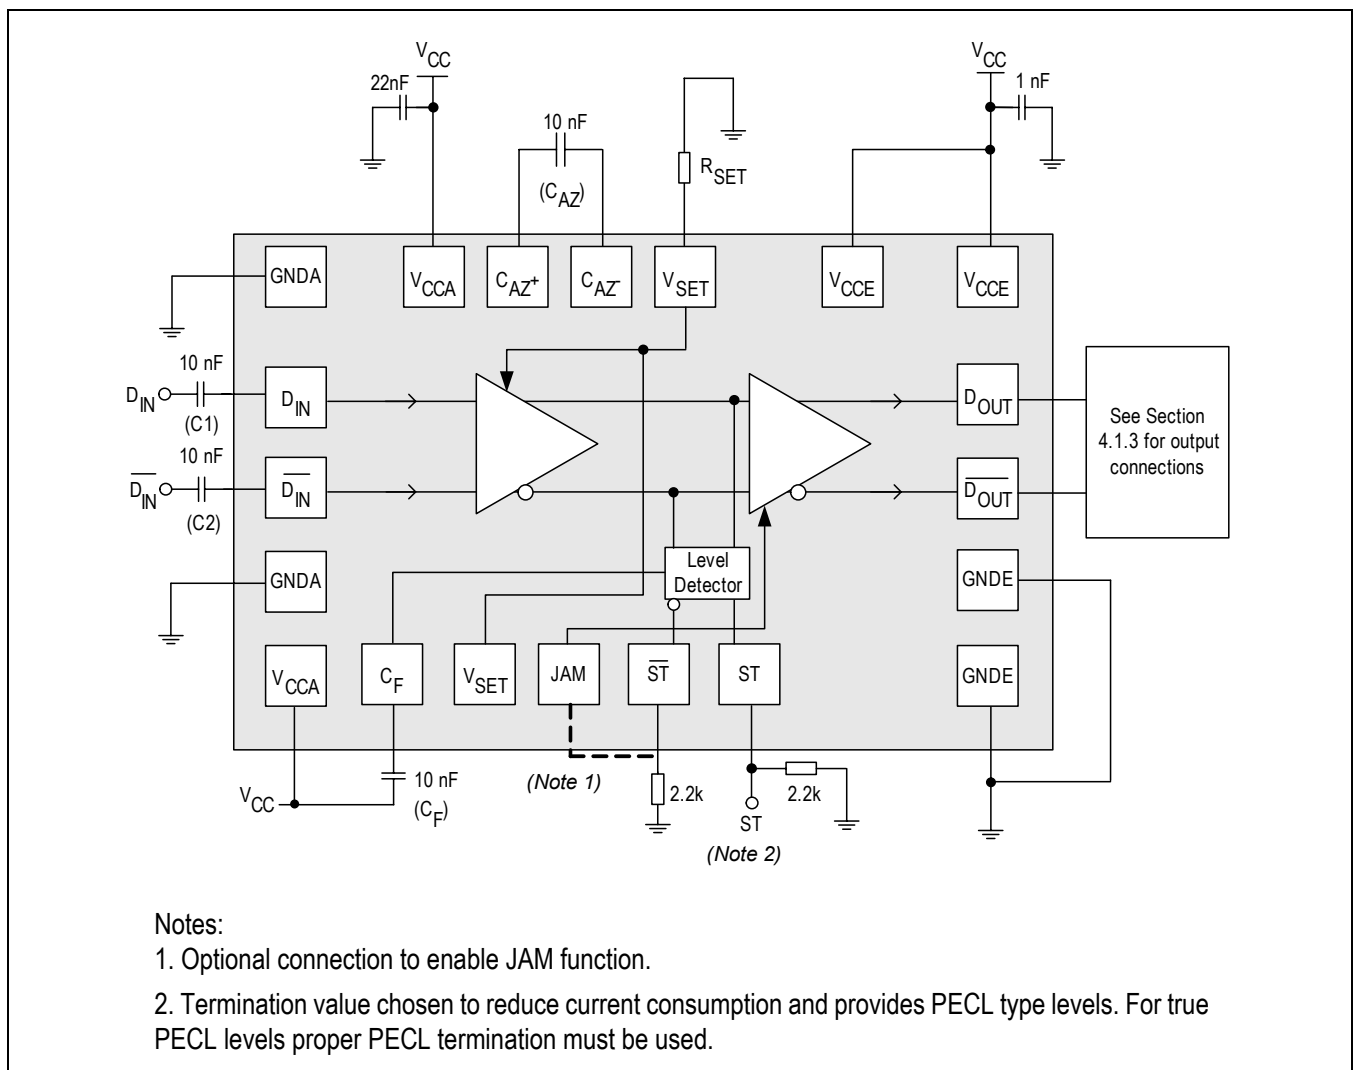 VCC
VCC
22nF
1 nF
10 nF
(CAZ)
RSET
GNDA
VCCA
CAZ+
CAZ-
VSET
VCCE
VCCE
10 nF
DIN
(C1)
DIN
DOUT
See Section
4.1.3 for output
connections
10 nF
D̅I̅N̅
(C2)
D̅I̅N̅
D̅O̅U̅T̅
GNDA
Level
Detector
GNDE
VCCA
CF
VSET
JAM
S̅T̅
ST
GNDE
VCC
10 nF
(CF)
(Note 1)
2.2k
2.2k
ST
(Note 2)
Notes:
1. Optional connection to enable JAM function.
2. Termination value chosen to reduce current consumption and provides PECL type levels. For true
PECL levels proper PECL termination must be used.